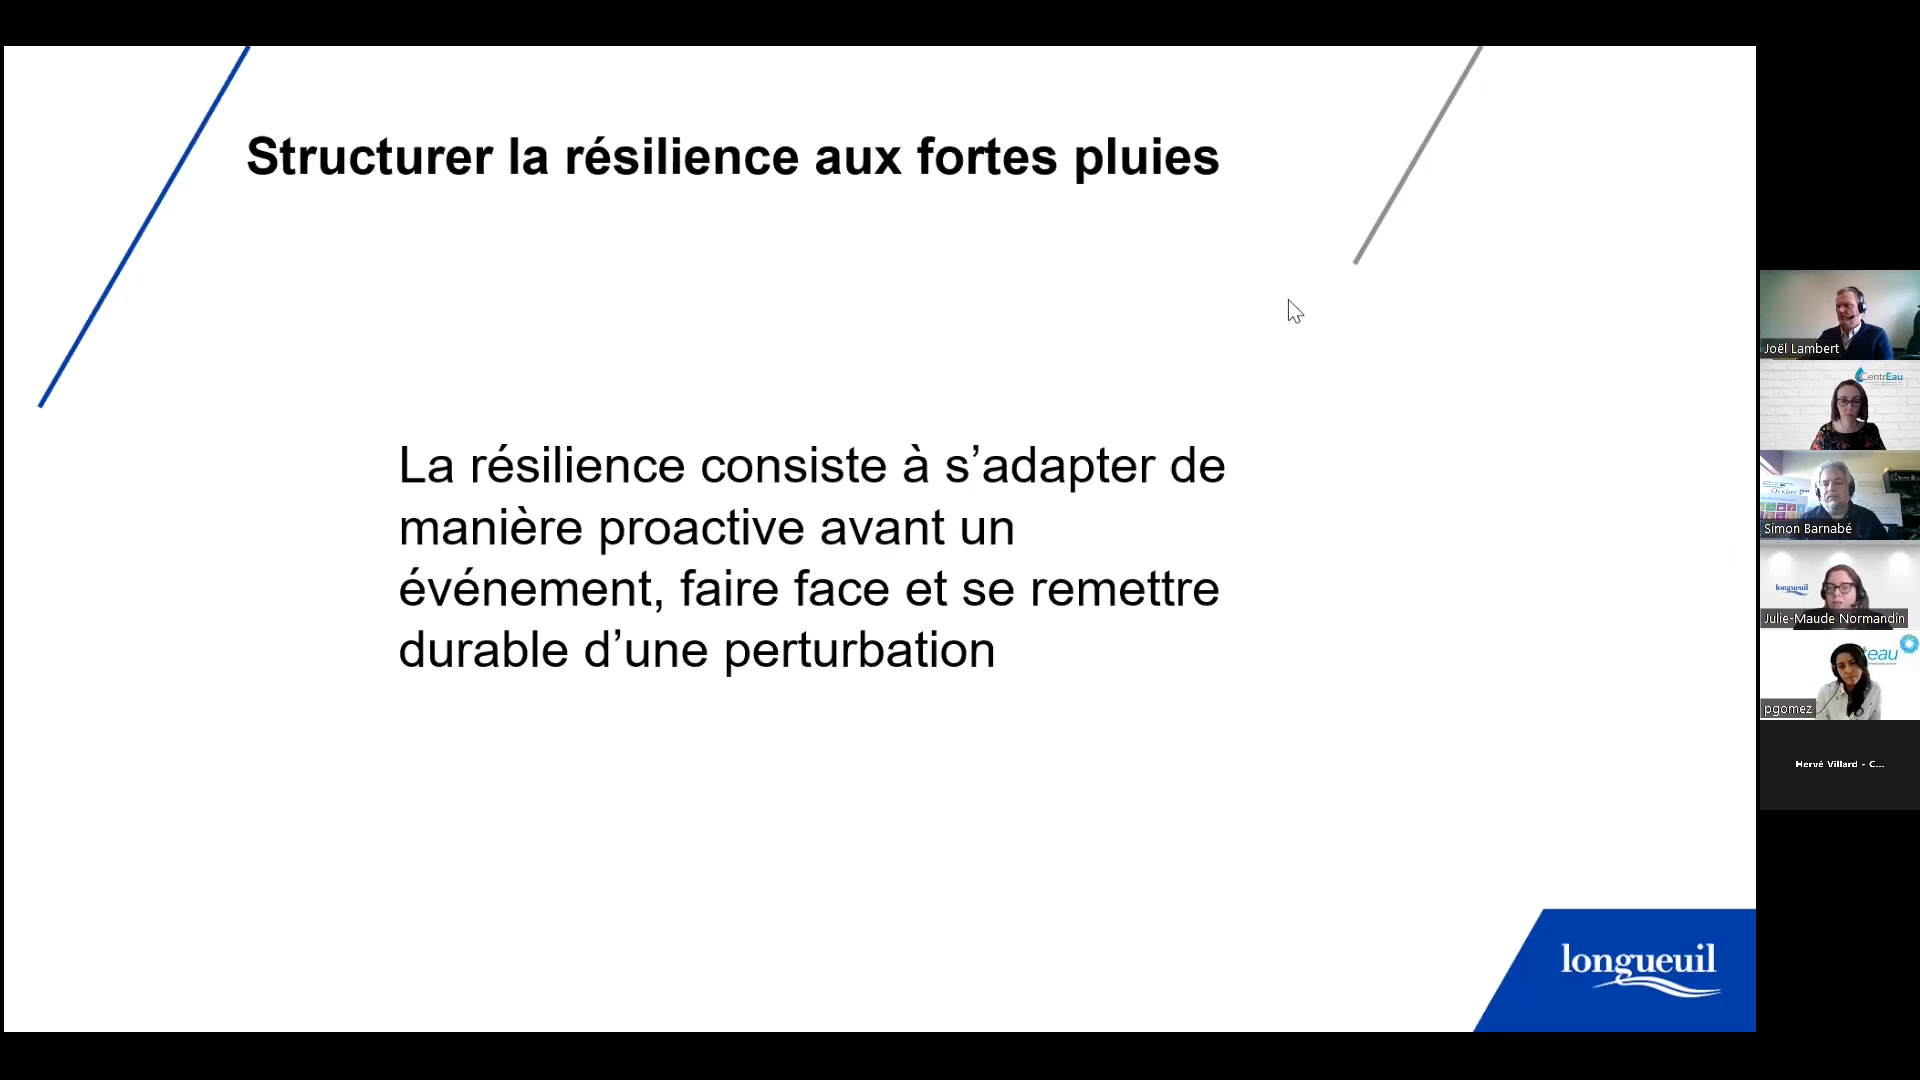 Structurer la résilience aux fortes pluies
La résilience consiste à s’adapter de
manière proactive avant un
événement, faire face et se remettre
durable d’une perturbation
longueuil
Joël Lambert
CentrEau
Simon Barnabé
longueuil
Julie-Maude Normandin
eau
pgomez
Hervé Villard - C...